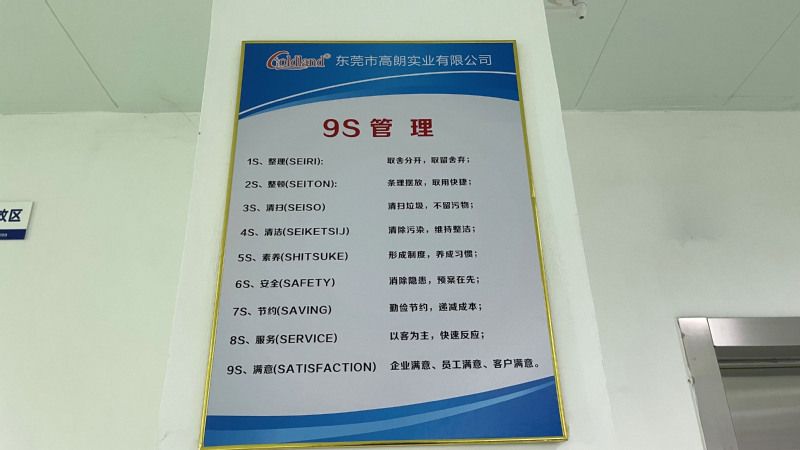 Goldland® 东莞市高朗实业有限公司
9S 管 理
1S、整理(SEIRI): 取舍分开，取留舍弃；
2S、整顿(SEITON): 条理摆放，取用快捷；
3S、清扫(SEISO) 清扫垃圾，不留污物；
4S、清洁(SEIKETSIJ) 清除污染，维持整洁；
5S、素养(SHITSUKE) 形成制度，养成习惯；
6S、安全(SAFETY) 消除隐患，预案在先；
7S、节约(SAVING) 勤俭节约，递减成本；
8S、服务(SERVICE) 以客为主，快速反应；
9S、满意(SATISFACTION) 企业满意、员工满意、客户满意。
区